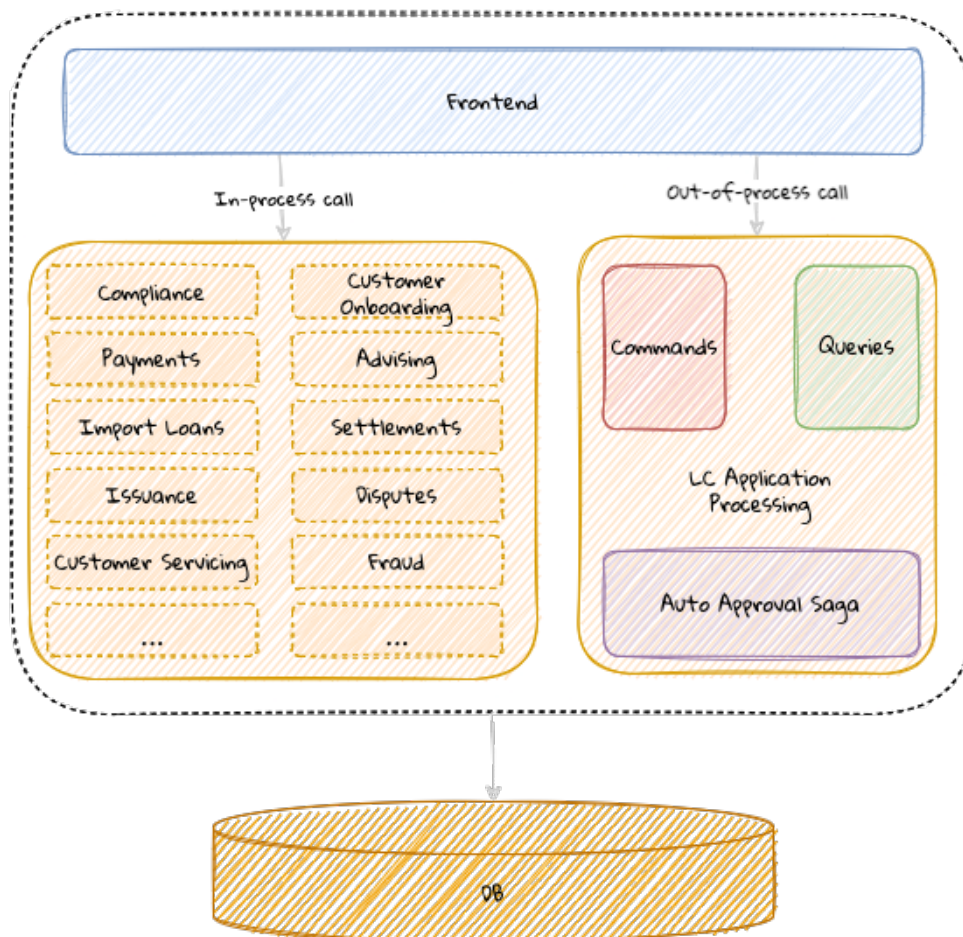 Frontend
In-process call
Out-of-process call
Compliance
Customer
Onboarding
Payments
Advising
Import Loans
Settlements
Issuance
Disputes
Customer Servicing
Fraud
...
...
Commands
Queries
LC Application
Processing
Auto Approval Saga
DB